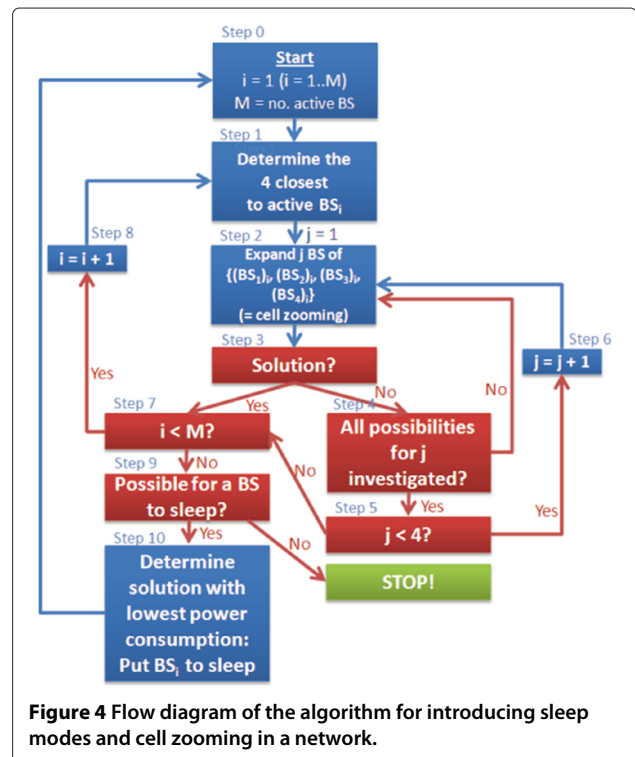 Step 0
Start
i = 1 (i = 1..M)
M = no. active BS
Step 1
Determine the
4 closest
to active BSᵢ
Step 8
i = i + 1
Step 2
j = 1
Expand j BS of
{(BS₁)ᵢ, (BS₂)ᵢ, (BS₃)ᵢ,
(BS₄)ᵢ}
(= cell zooming)
Step 3
Solution?
Step 6
j = j + 1
Yes
No
No
Yes
Step 7
i < M?
Step 4
All possibilities
for j
investigated?
No
Step 9
No
Possible for a BS
to sleep?
Step 5
Yes
j < 4?
Yes
Step 10
Yes
No
Determine
solution with
lowest power
consumption:
Put BSᵢ to sleep
STOP!
Figure 4 Flow diagram of the algorithm for introducing sleep
modes and cell zooming in a network.